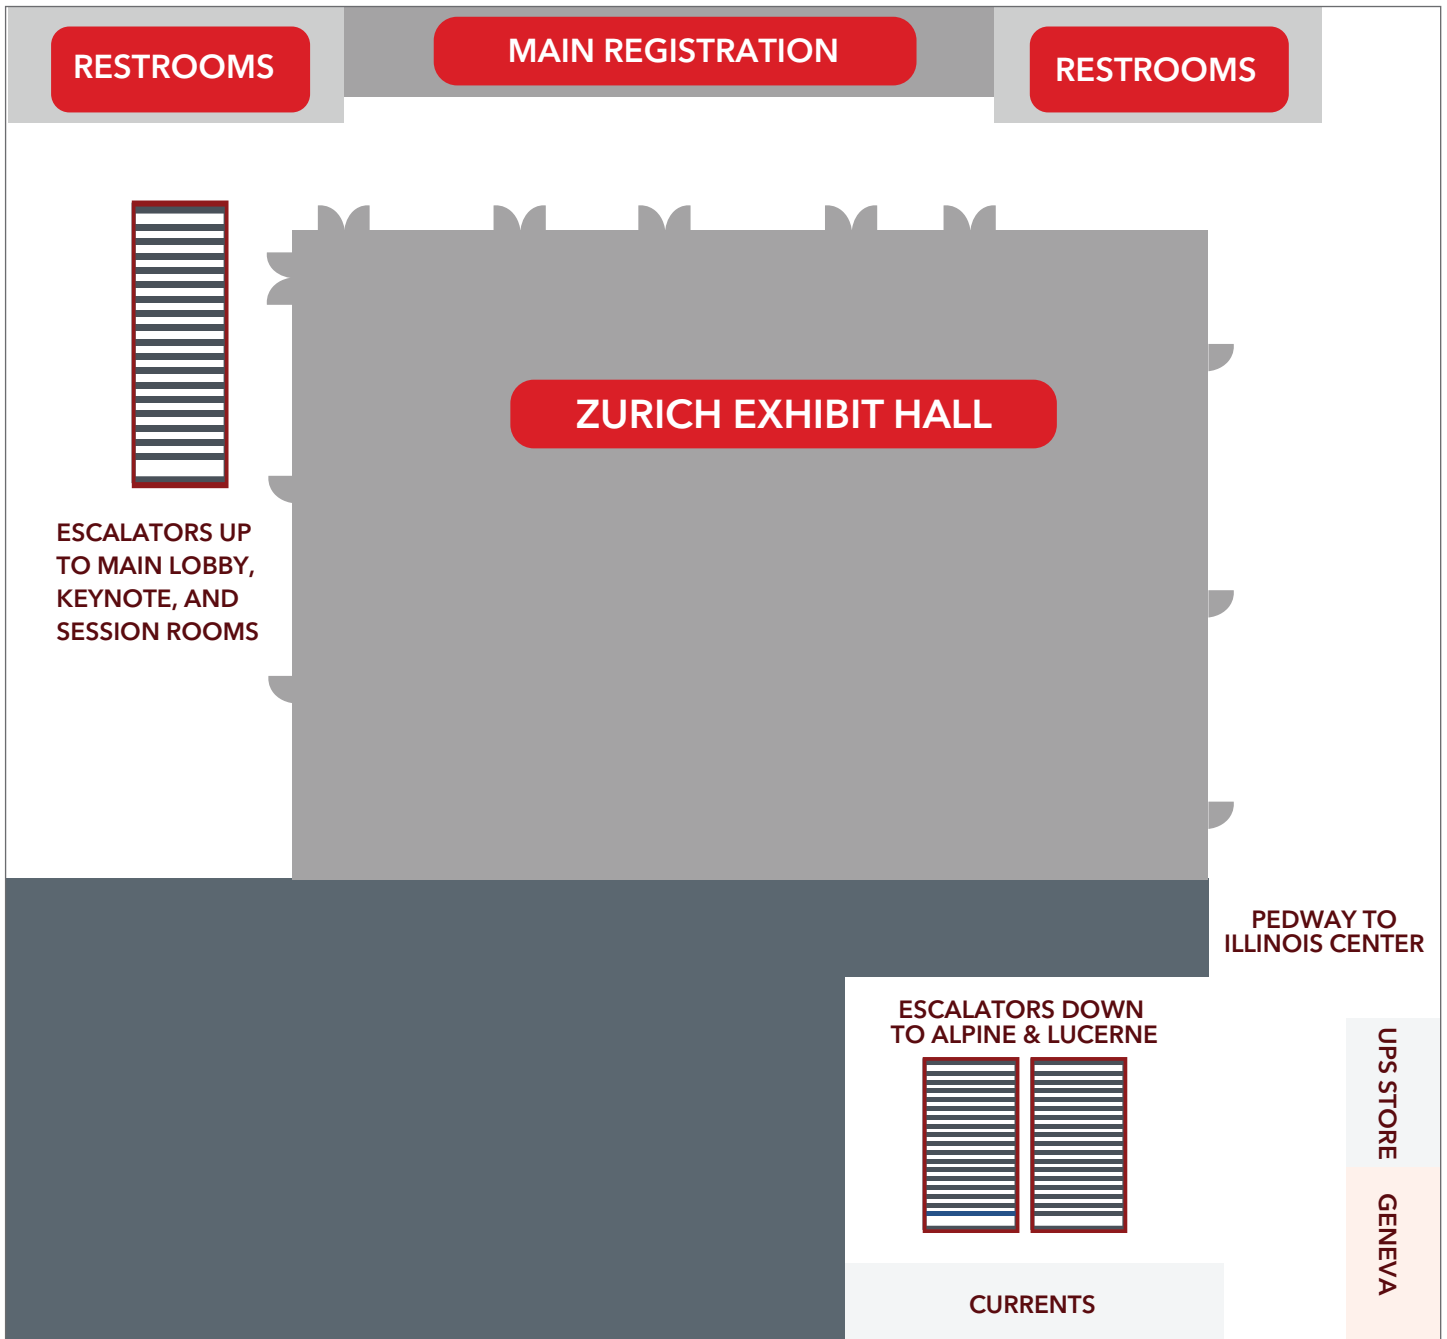 RESTROOMS
MAIN REGISTRATION
RESTROOMS
ZURICH EXHIBIT HALL
ESCALATORS UP
TO MAIN LOBBY,
KEYNOTE, AND
SESSION ROOMS
PEDWAY TO
ILLINOIS CENTER
ESCALATORS DOWN
TO ALPINE & LUCERNE
UPS STORE
GENEVA
CURRENTS